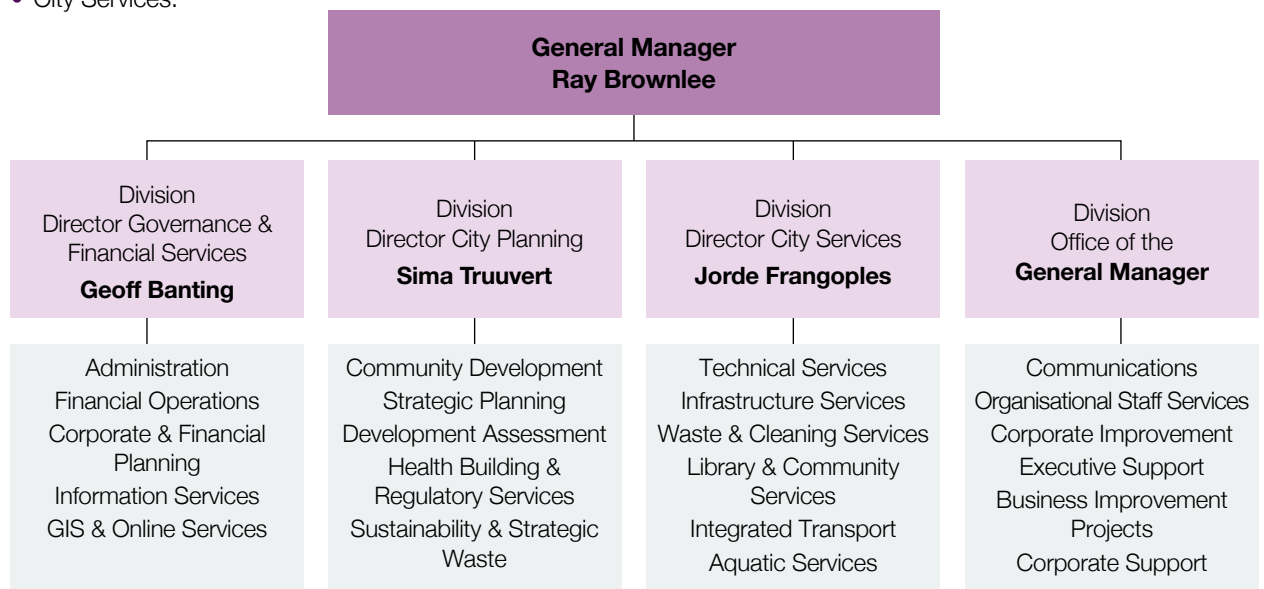 • City Services.
General Manager
Ray Brownlee
Division
Director Governance &
Financial Services
Geoff Banting
Division
Director City Planning
Sima Truuvert
Division
Director City Services
Jorde Frangoples
Division
Office of the
General Manager
Administration
Financial Operations
Corporate & Financial
Planning
Information Services
GIS & Online Services
Community Development
Strategic Planning
Development Assessment
Health Building &
Regulatory Services
Sustainability & Strategic
Waste
Technical Services
Infrastructure Services
Waste & Cleaning Services
Library & Community
Services
Integrated Transport
Aquatic Services
Communications
Organisational Staff Services
Corporate Improvement
Executive Support
Business Improvement
Projects
Corporate Support